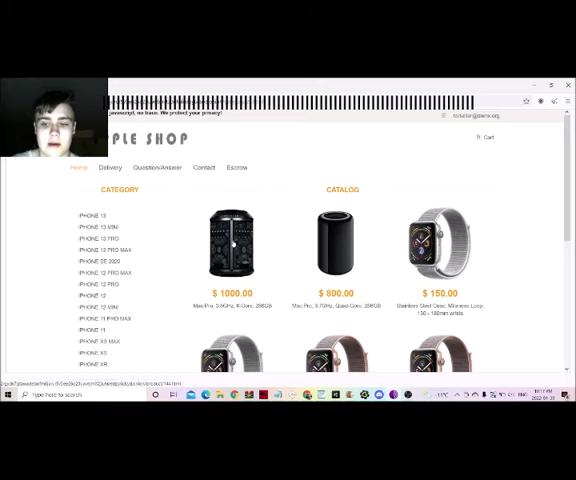 javascript, no trace. We protect your privacy!
PLE SHOP
Cart
Home
Delivery
Question/Answer
Contact
Escrow
CATEGORY
CATALOG
IPHONE 13
IPHONE 13 MINI
IPHONE 13 PRO
IPHONE 13 PRO MAX
IPHONE SE 2020
IPHONE 12 PRO MAX
IPHONE 12 PRO
IPHONE 12
IPHONE 12 MINI
IPHONE 11 PRO MAX
IPHONE 11
IPHONE XS MAX
IPHONE XS
IPHONE XR
$ 1000.00
$ 800.00
$ 150.00
Mac Pro, 3.5GHz, 6-Core, 256GB
Mac Pro, 3.7GHz, Quad-Core, 256GB
Stainless Steel Case, Milanese Loop,
130 - 180mm wrists
Type here to search
-11°C
ENG